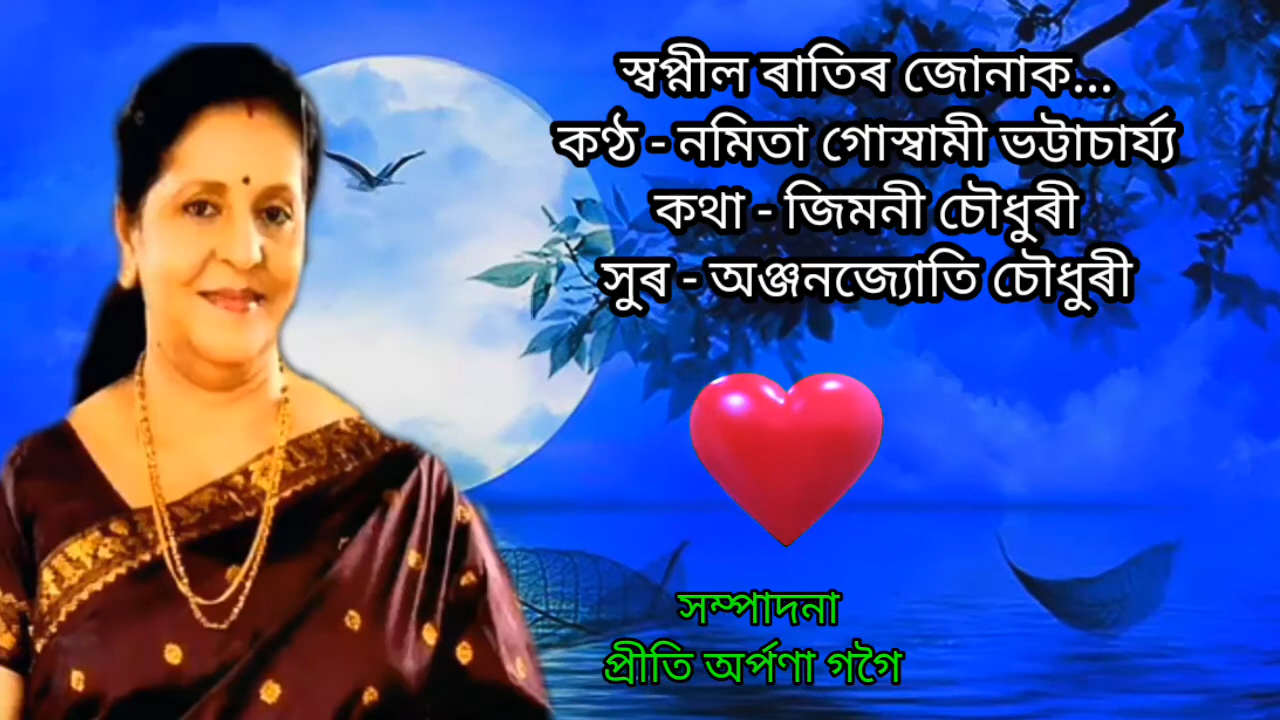 স্বপ্নীল ৰাতিৰ জোনাক...
কণ্ঠ - নমিতা গোস্বামী ভট্টাচাৰ্য্য
কথা - জিমনী চৌধুৰী
সুৰ - অঞ্জনজ্যোতি চৌধুৰী
সম্পাদনা
প্ৰীতি অৰ্পণা গগৈ